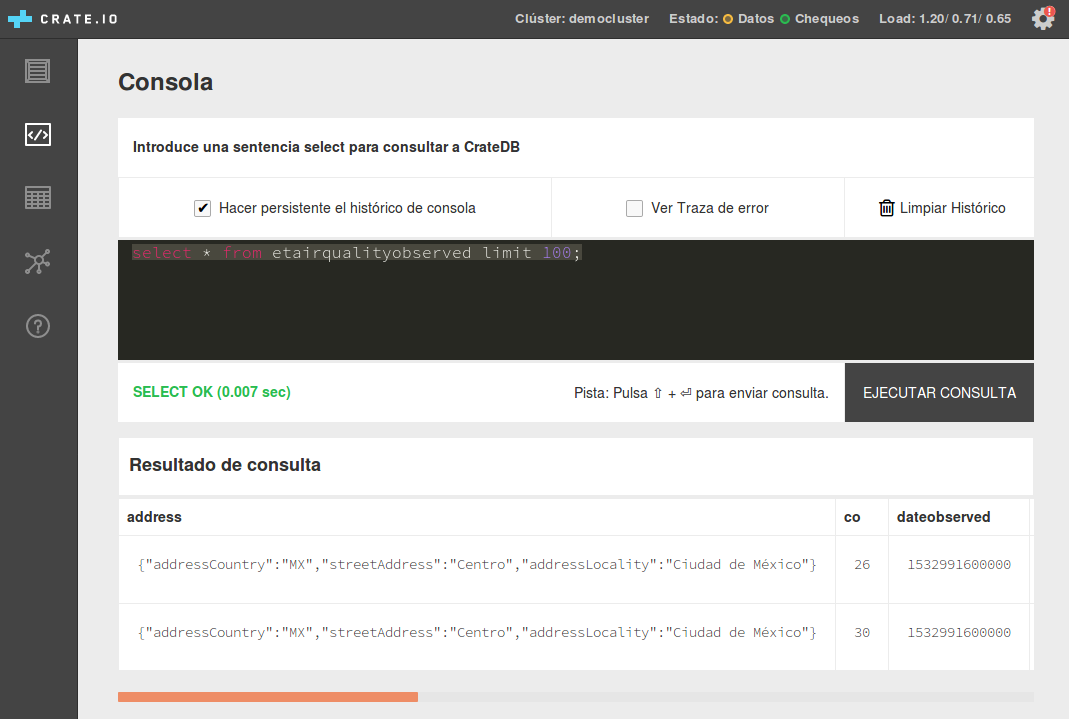 CRATE.IO Clúster: democluster Estado: Datos Chequeos Load: 1.20/ 0.71/ 0.65
Consola
Introduce una sentencia select para consultar a CrateDB
Hacer persistente el histórico de consola Ver Traza de error Limpiar Histórico
select * from etairqualityobserved limit 100;
SELECT OK (0.007 sec) Pista: Pulsa ⇧ + ⏎ para enviar consulta. EJECUTAR CONSULTA
Resultado de consulta
address co dateobserved
{"addressCountry":"MX","streetAddress":"Centro","addressLocality":"Ciudad de México"} 26 1532991600000
{"addressCountry":"MX","streetAddress":"Centro","addressLocality":"Ciudad de México"} 30 1532991600000